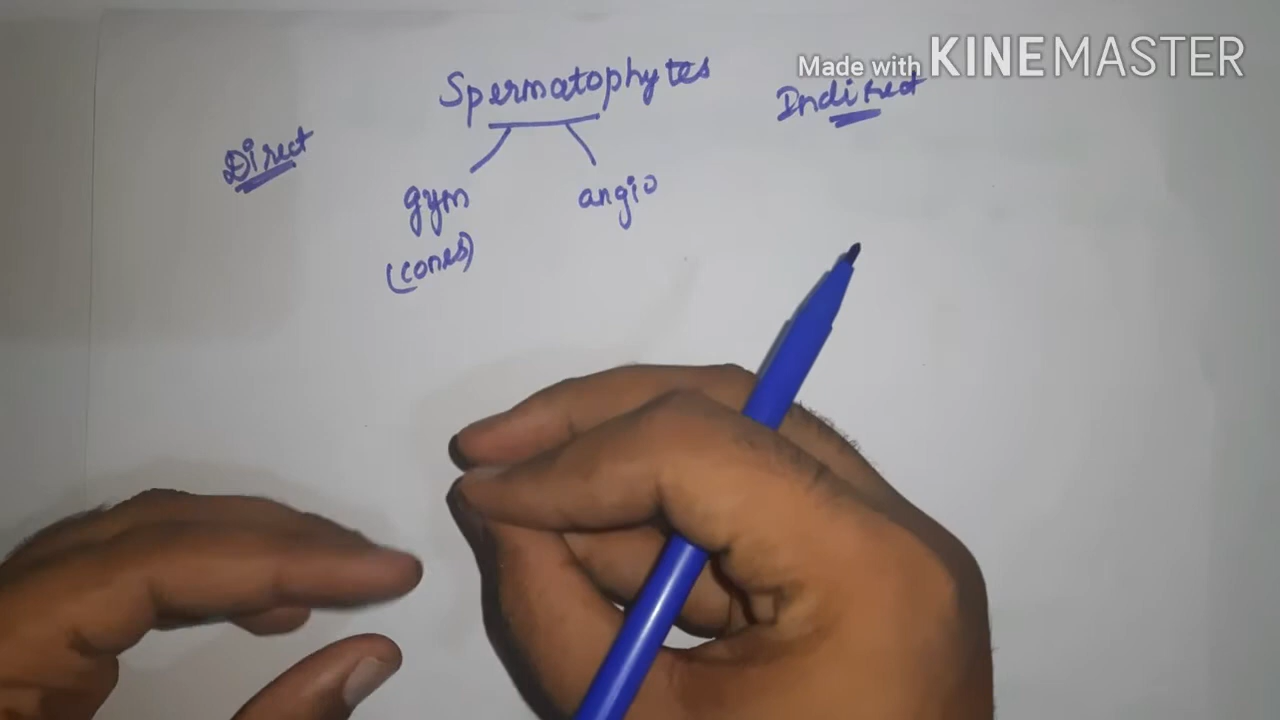 Made with KINEMASTER
Spermatophytes
Indirect
Direct
gym
angio
(cones)